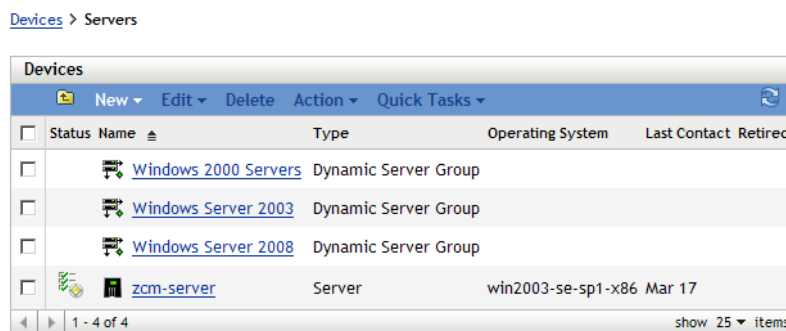 Devices > Servers
Devices
New Edit Delete Action Quick Tasks
Status Name Type Operating System Last Contact Retired
Windows 2000 Servers Dynamic Server Group
Windows Server 2003 Dynamic Server Group
Windows Server 2008 Dynamic Server Group
zcm-server Server win2003-se-sp1-x86 Mar 17
1 - 4 of 4 show 25 items